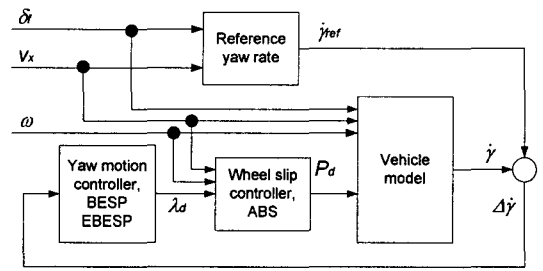 δf
Vx
ω
Reference
yaw rate
γ̇ref
Yaw motion
controller,
BESP
EBESP
λd
Wheel slip
controller,
ABS
Pd
Vehicle
model
γ̇
Δγ̇